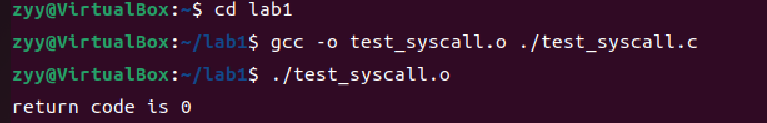 zyy@VirtualBox:~$ cd lab1
zyy@VirtualBox:~/lab1$ gcc -o test_syscall.o ./test_syscall.c
zyy@VirtualBox:~/lab1$ ./test_syscall.o
return code is 0